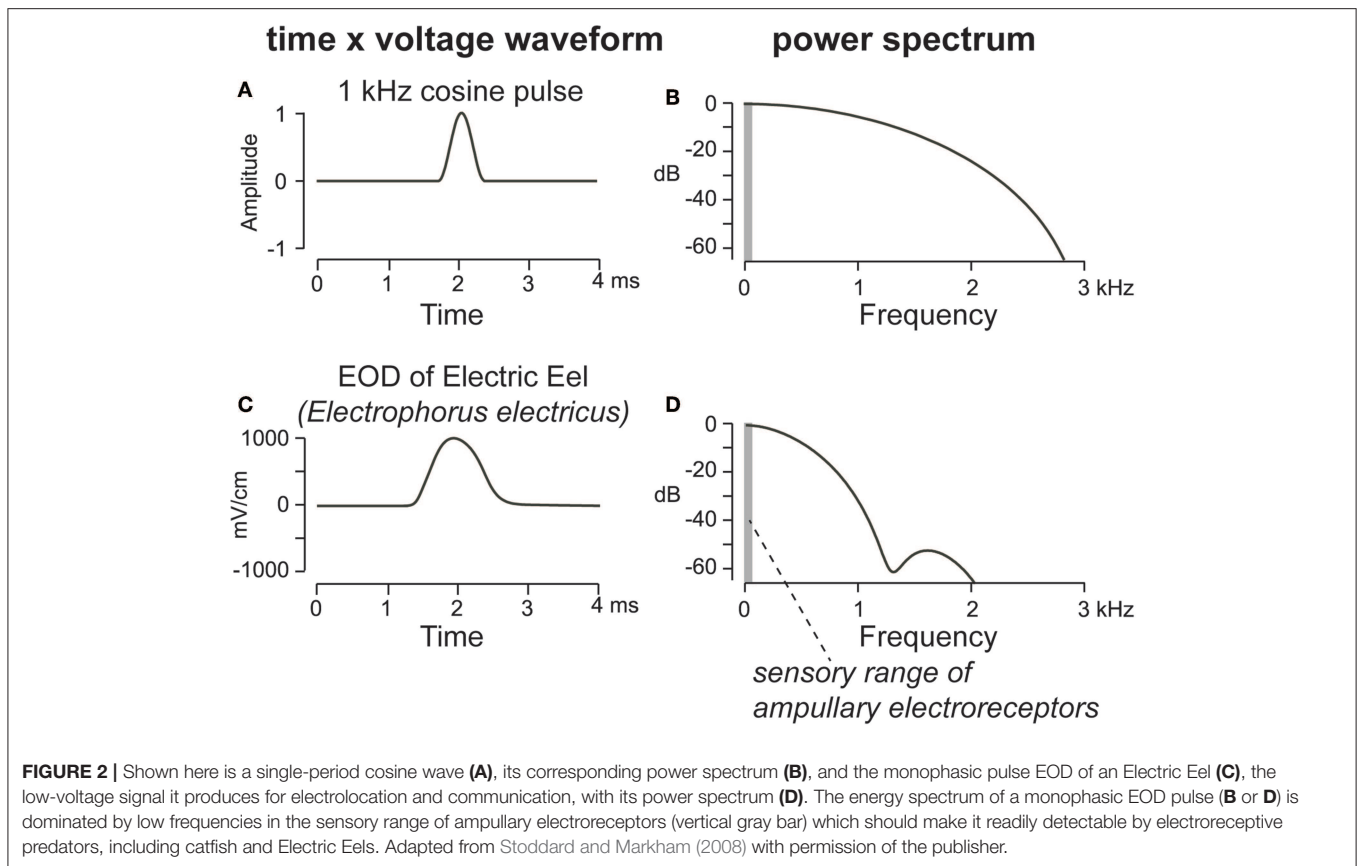 time x voltage waveform
power spectrum
A
1 kHz cosine pulse
Amplitude
1
0
-1
0 1 2 3 4 ms
Time
B
dB
0
-20
-40
-60
0 1 2 3 kHz
Frequency
EOD of Electric Eel
C (Electrophorus electricus)
mV/cm
1000
0
-1000
0 1 2 3 4 ms
Time
D
dB
0
-20
-40
-60
0 1 2 3 kHz
Frequency
sensory range of
ampullary electroreceptors
FIGURE 2 | Shown here is a single-period cosine wave (A), its corresponding power spectrum (B), and the monophasic pulse EOD of an Electric Eel (C), the
low-voltage signal it produces for electrolocation and communication, with its power spectrum (D). The energy spectrum of a monophasic EOD pulse (B or D) is
dominated by low frequencies in the sensory range of ampullary electroreceptors (vertical gray bar) which should make it readily detectable by electroreceptive
predators, including catfish and Electric Eels. Adapted from Stoddard and Markham (2008) with permission of the publisher.